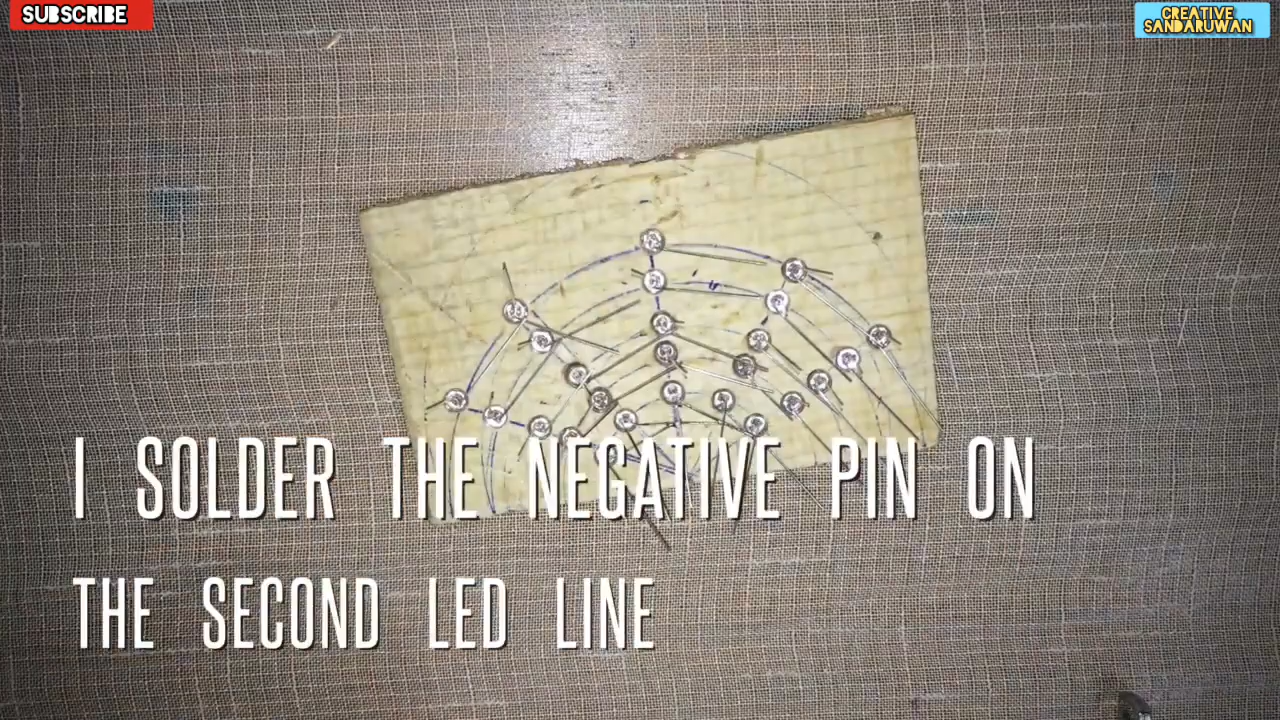 SUBSCRIBE
CREATIVE
SANDARUWAN
I SOLDER THE NEGATIVE PIN ON
THE SECOND LED LINE